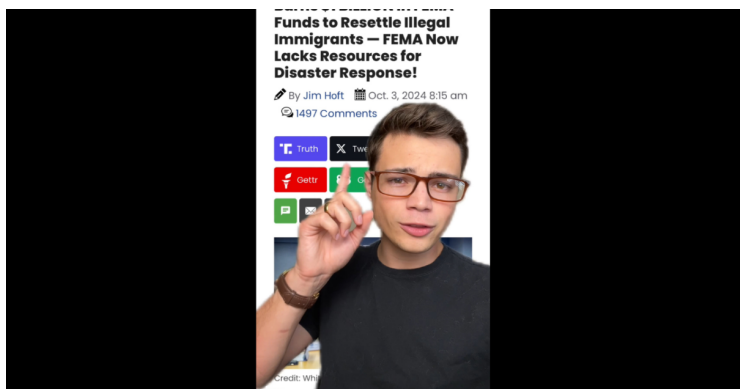 Funds to Resettle Illegal
Immigrants — FEMA Now
Lacks Resources for
Disaster Response!
By Jim Hoft Oct. 3, 2024 8:15 am
1497 Comments
Truth
Gettr
Credit: